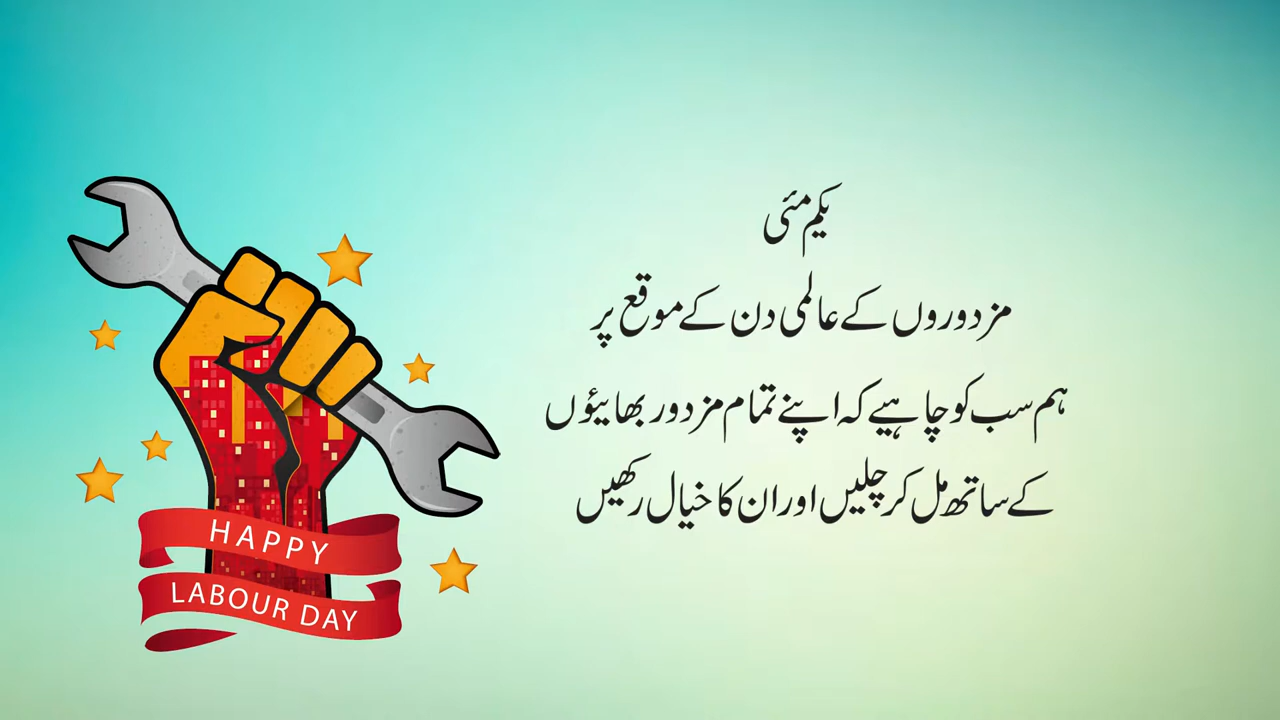 یکم مئی
مزدوروں کے عالمی دن کے موقع پر
ہم سب کو چاہیے کہ اپنے تمام مزدور بھائیوں
کے ساتھ مل کر چلیں اور ان کا خیال رکھیں
HAPPY
LABOUR DAY